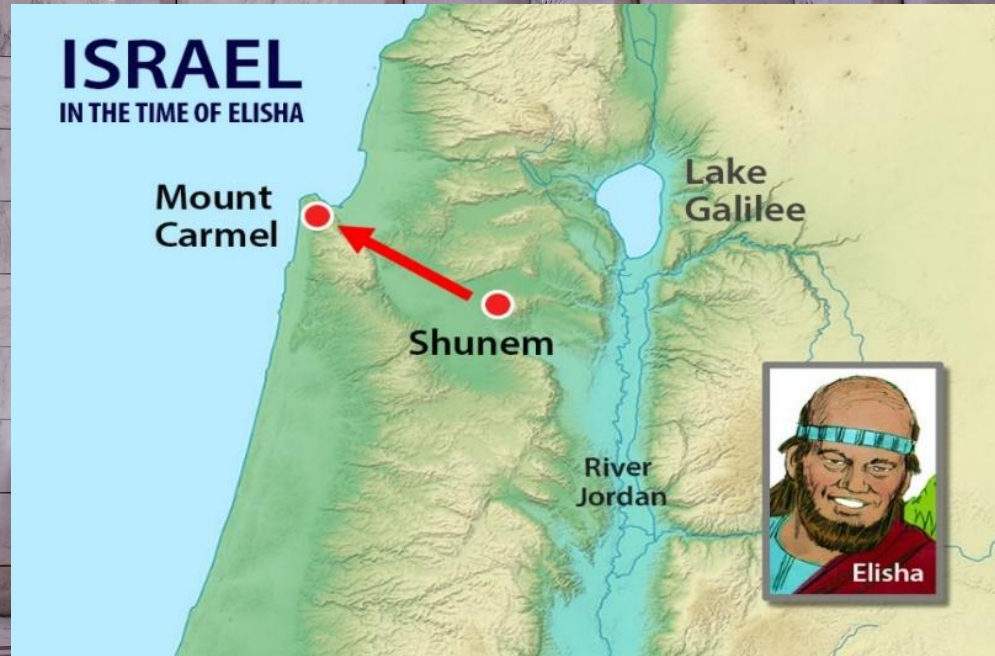 ISRAEL
IN THE TIME OF ELISHA
Mount
Carmel
Lake
Galilee
Shunem
River
Jordan
Elisha